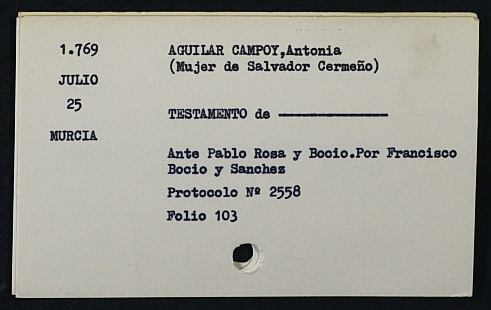 1.769
JULIO
25
MURCIA
AGUILAR CAMPOY,Antonia
(Mujer de Salvador Cermeño)
TESTAMENTO de ————————
Ante Pablo Rosa y Bocio.Por Francisco
Bocio y Sanchez
Protocolo Nº 2558
Folio 103